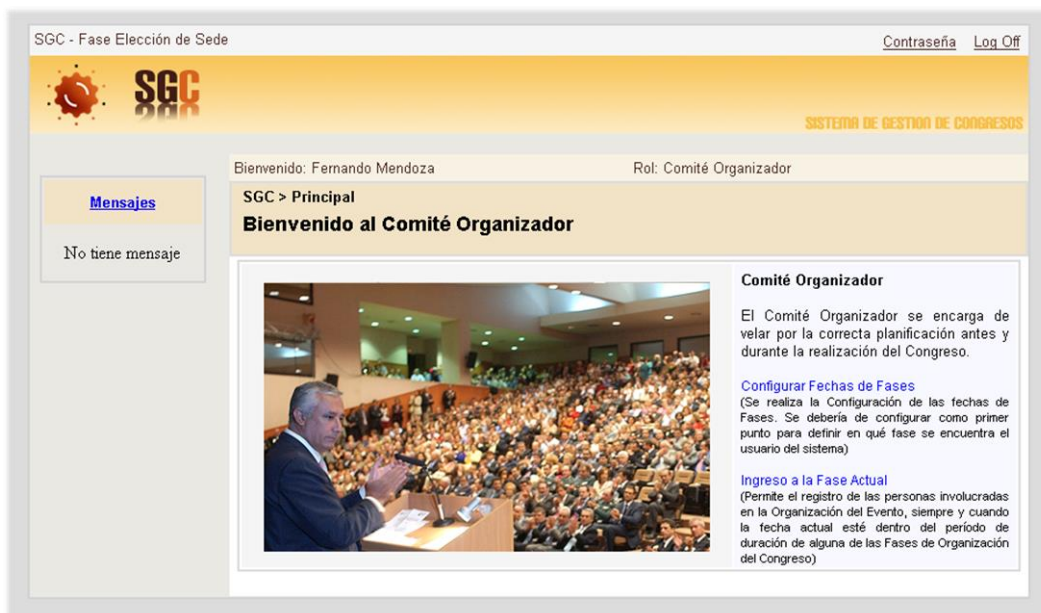 SGC - Fase Elección de Sede
Contraseña Log Off
SGC
SISTEMA DE GESTION DE CONGRESOS
Bienvenido: Fernando Mendoza
Rol: Comité Organizador
Mensajes
No tiene mensaje
SGC > Principal
Bienvenido al Comité Organizador
Comité Organizador
El Comité Organizador se encarga de
velar por la correcta planificación antes y
durante la realización del Congreso.
Configurar Fechas de Fases
(Se realiza la Configuración de las fechas de
Fases. Se debería de configurar como primer
punto para definir en qué fase se encuentra el
usuario del sistema)
Ingreso a la Fase Actual
(Permite el registro de las personas involucradas
en la Organización del Evento, siempre y cuando
la fecha actual esté dentro del período de
duración de alguna de las Fases de Organización
del Congreso)